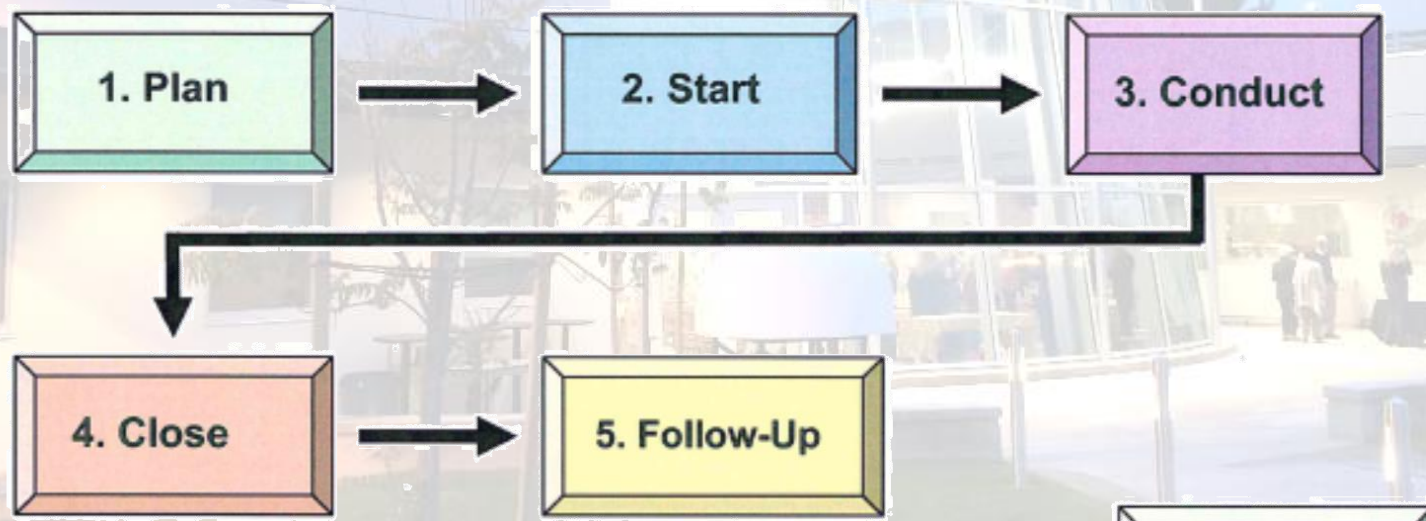 1. Plan
2. Start
3. Conduct
4. Close
5. Follow-Up